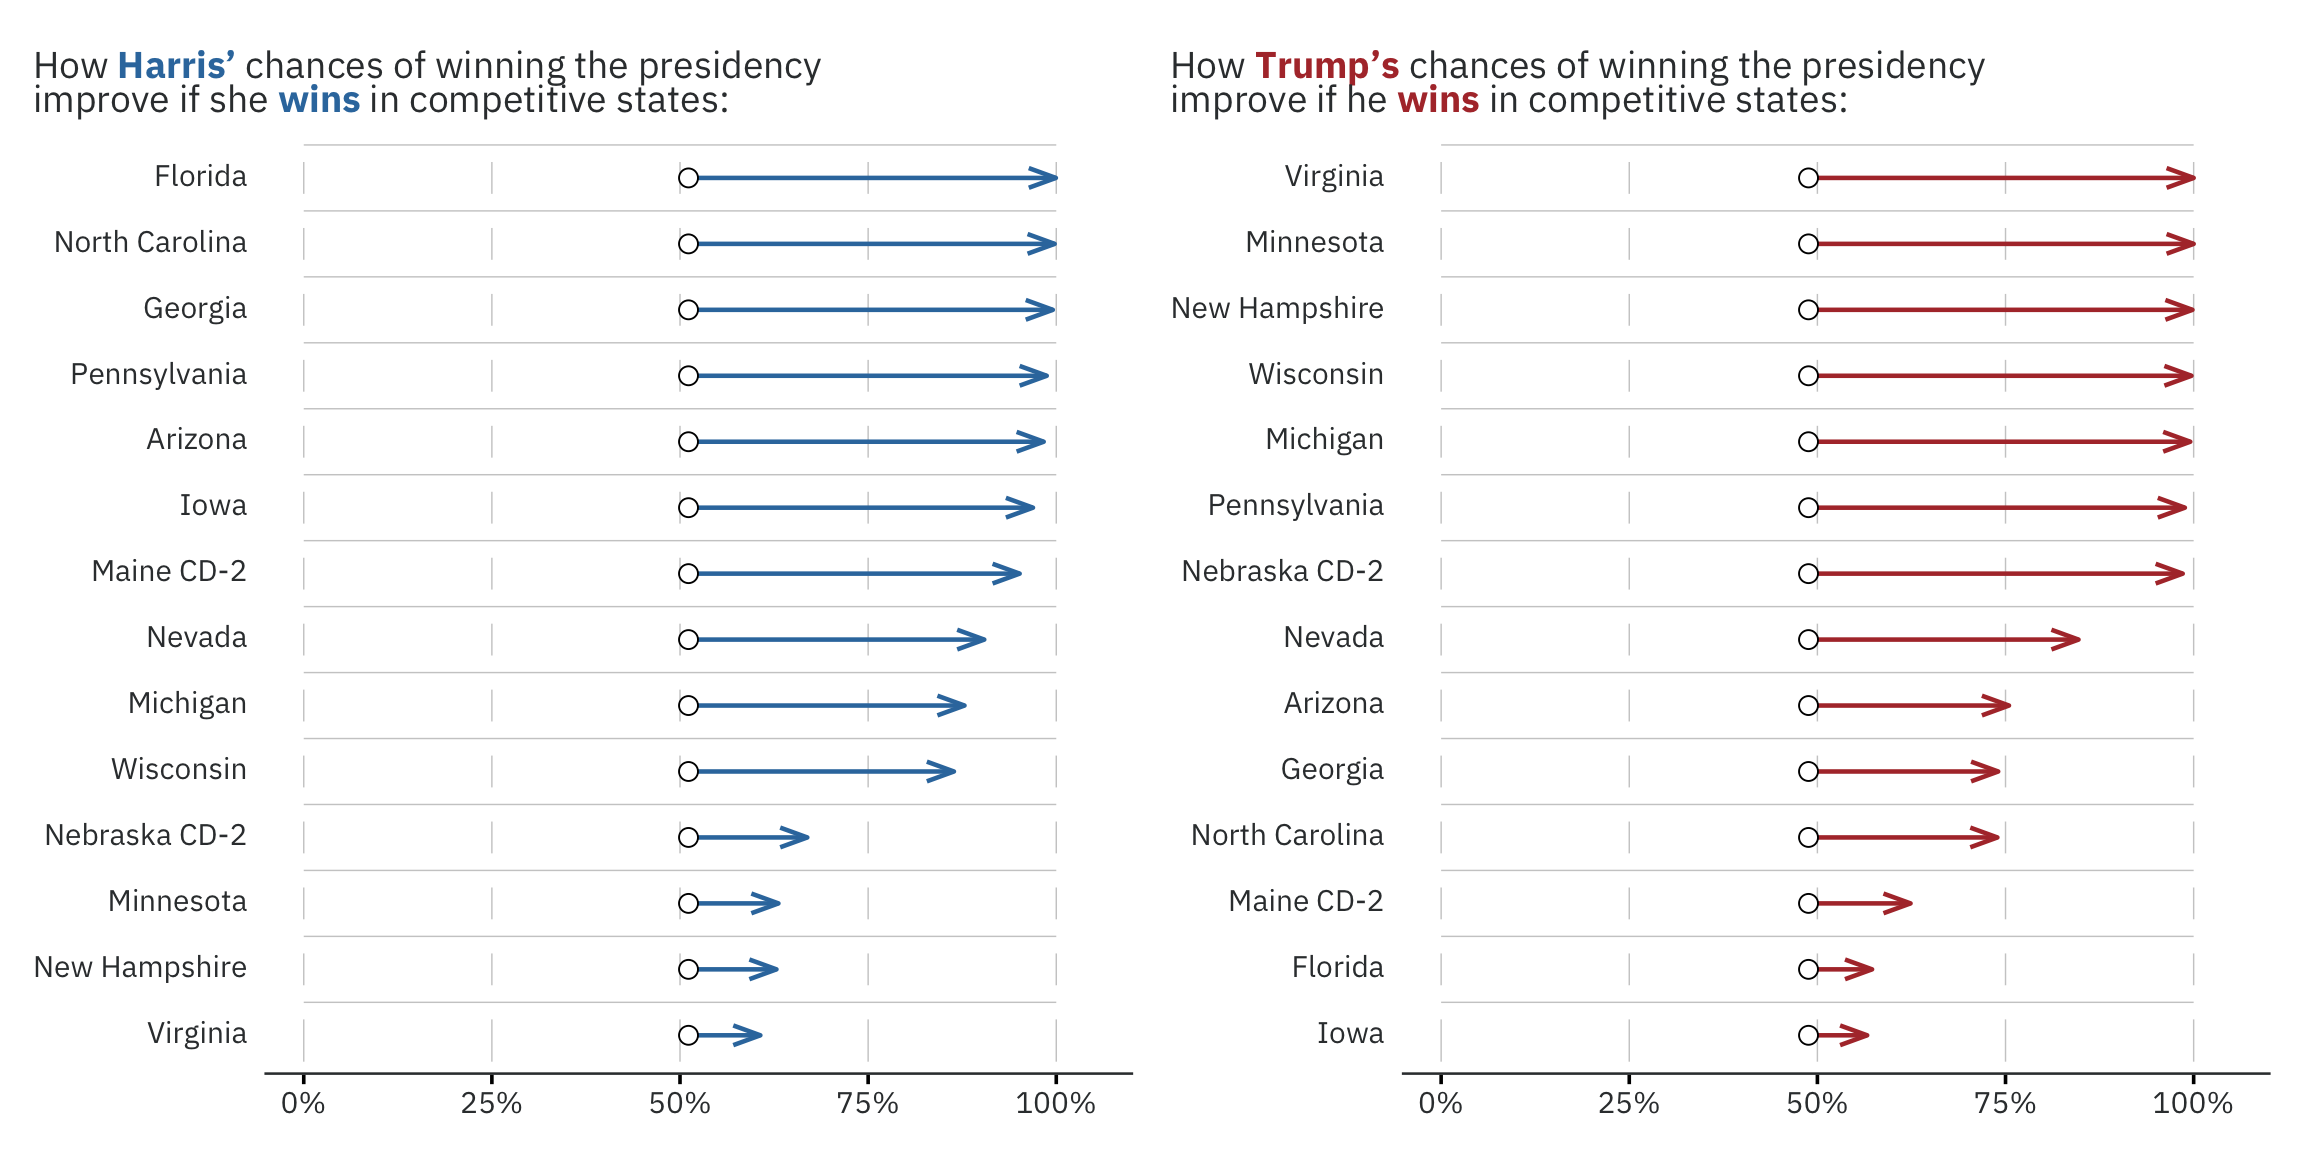 How Harris’ chances of winning the presidency
improve if she wins in competitive states:
Florida
North Carolina
Georgia
Pennsylvania
Arizona
Iowa
Maine CD-2
Nevada
Michigan
Wisconsin
Nebraska CD-2
Minnesota
New Hampshire
Virginia
0% 25% 50% 75% 100%
How Trump’s chances of winning the presidency
improve if he wins in competitive states:
Virginia
Minnesota
New Hampshire
Wisconsin
Michigan
Pennsylvania
Nebraska CD-2
Nevada
Arizona
Georgia
North Carolina
Maine CD-2
Florida
Iowa
0% 25% 50% 75% 100%